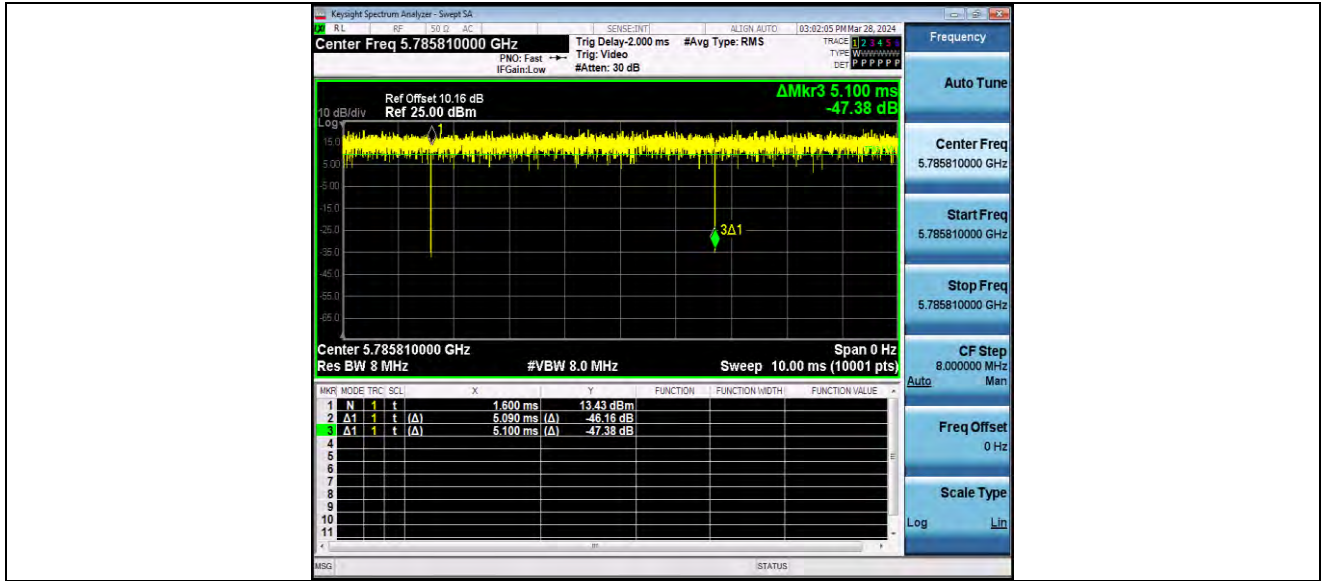 Keysight Spectrum Analyzer - Swept SA
RL RF 50 Ω AC SENSE:INT ALIGN AUTO 03:02:05 PM Mar 28, 2024
Center Freq 5.785810000 GHz
PNO: Fast
IFGain:Low
Trig Delay-2.000 ms
Trig: Video
#Atten: 30 dB
#Avg Type: RMS
TRACE 1 2 3 4 5 6
TYPE
DET P P P P P P
Frequency
ΔMkr3 5.100 ms
-47.38 dB
Ref Offset 10.16 dB
10 dB/div Ref 25.00 dBm
Log
15.0
5.00
-5.00
-15.0
-25.0
-35.0
-45.0
-55.0
-65.0
1
3Δ1
Center 5.785810000 GHz Span 0 Hz
Res BW 8 MHz #VBW 8.0 MHz Sweep 10.00 ms (10001 pts)
MKR MODE TRC SCL X Y FUNCTION FUNCTION WIDTH FUNCTION VALUE
1 N 1 t 1.600 ms 13.43 dBm
2 Δ1 1 t (Δ) 5.090 ms (Δ) -46.16 dB
3 Δ1 1 t (Δ) 5.100 ms (Δ) -47.38 dB
4
5
6
7
8
9
10
11
MSG STATUS
Auto Tune
Center Freq
5.785810000 GHz
Start Freq
5.785810000 GHz
Stop Freq
5.785810000 GHz
CF Step
8.000000 MHz
Auto Man
Freq Offset
0 Hz
Scale Type
Log Lin